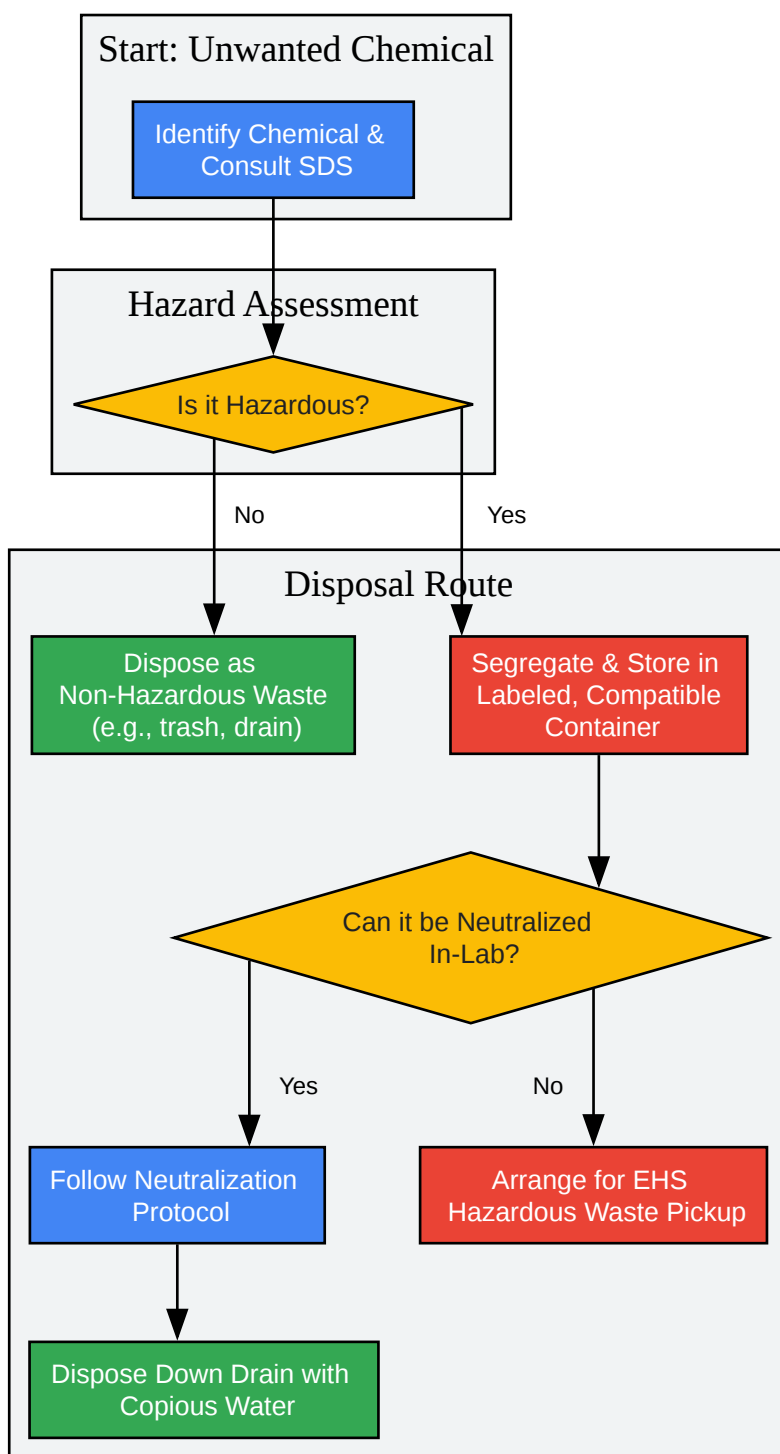 Start: Unwanted Chemical
Identify Chemical &
Consult SDS
Hazard Assessment
Is it Hazardous?
No
Yes
Disposal Route
Dispose as
Non-Hazardous Waste
(e.g., trash, drain)
Segregate & Store in
Labeled, Compatible
Container
Can it be Neutralized
In-Lab?
Yes
No
Follow Neutralization
Protocol
Arrange for EHS
Hazardous Waste Pickup
Dispose Down Drain with
Copious Water